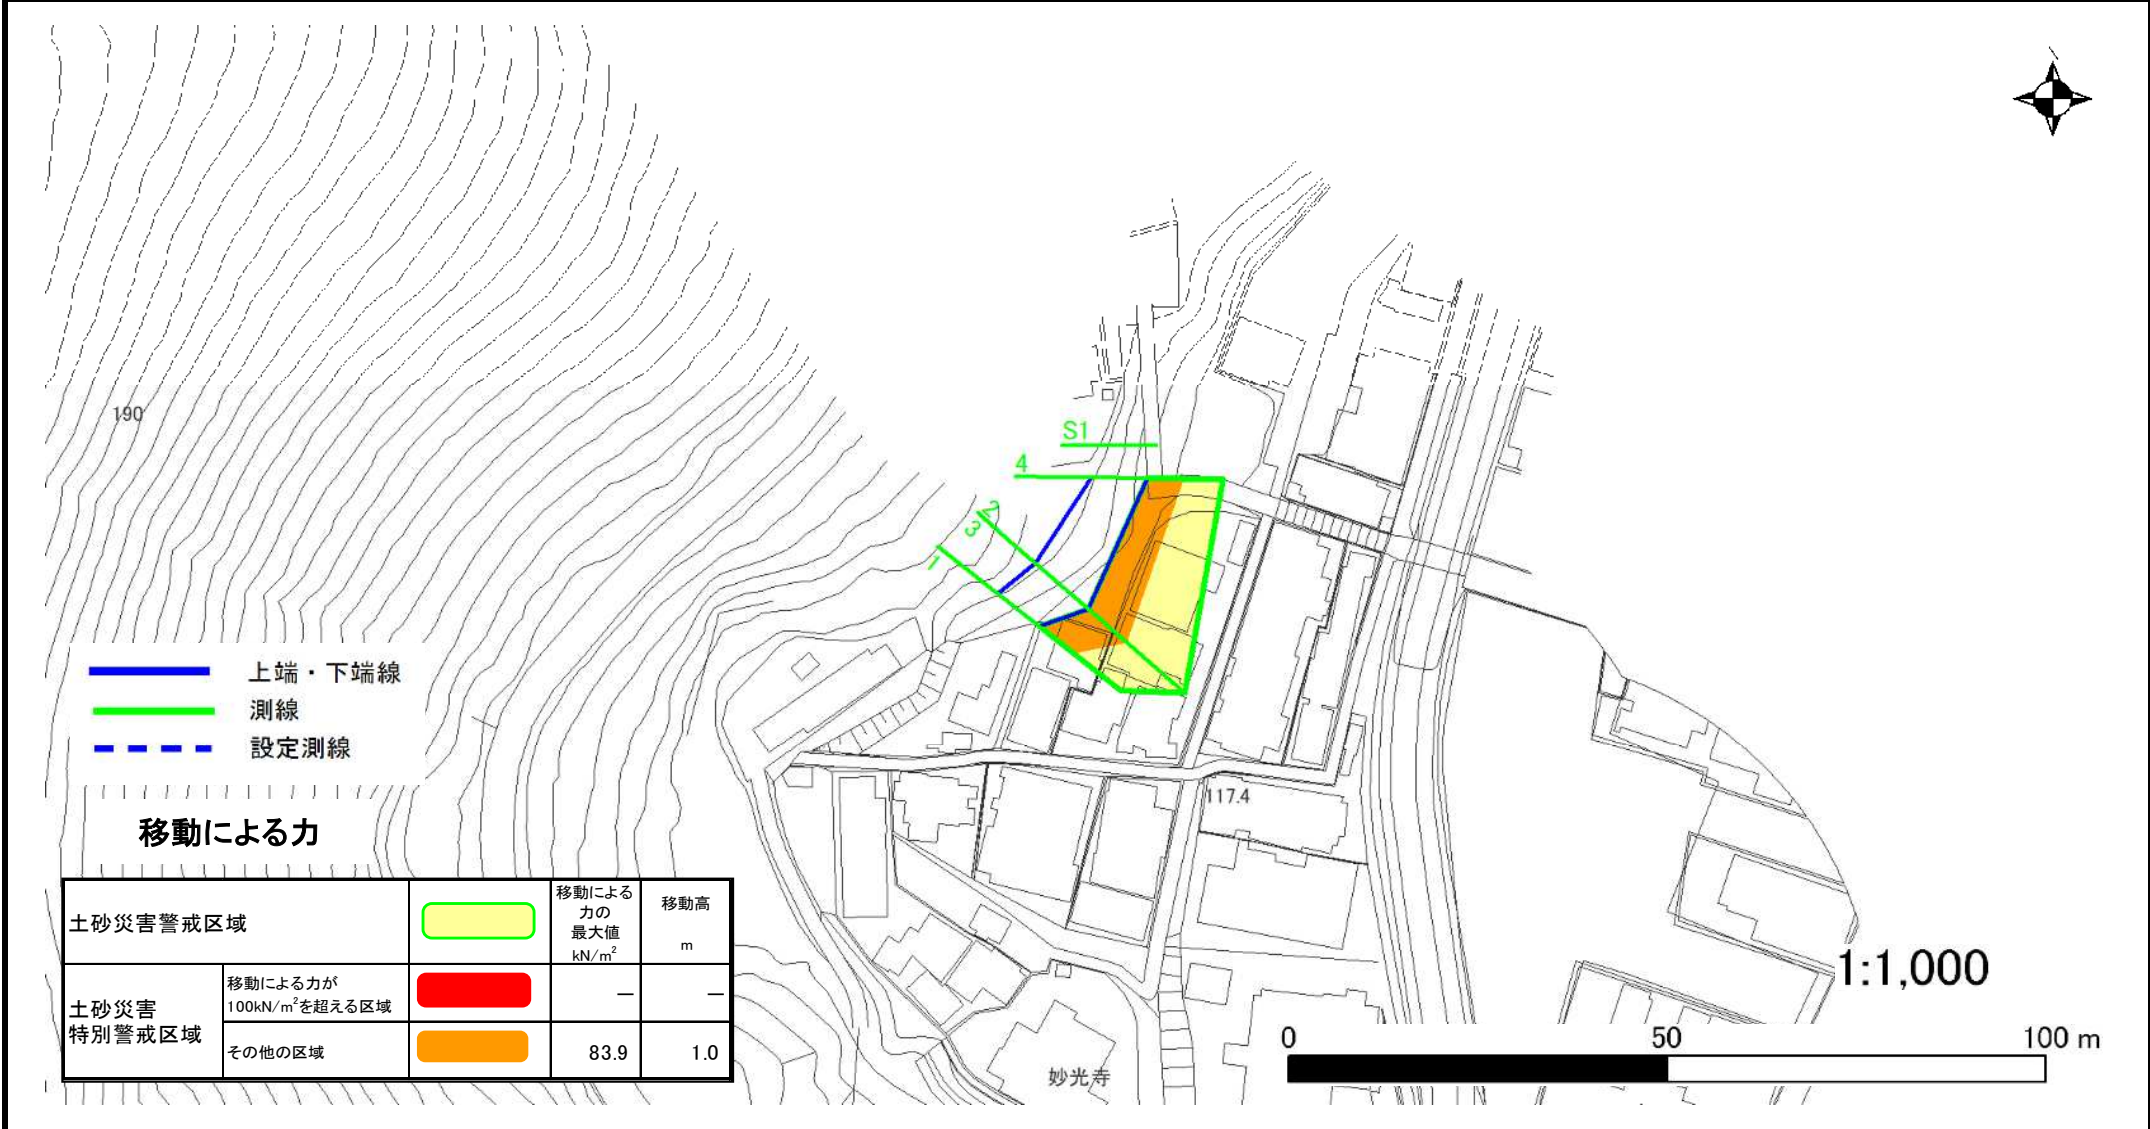 190
S1
4
2
3
1
上端・下端線
測線
設定測線
117.4
移動による力
土砂災害警戒区域
移動による
力の
最大値
kN/m²
移動高
m
土砂災害
特別警戒区域
移動による力が
100kN/m²を超える区域
－
－
その他の区域
83.9
1.0
妙光寺
1:1,000
0
50
100 m